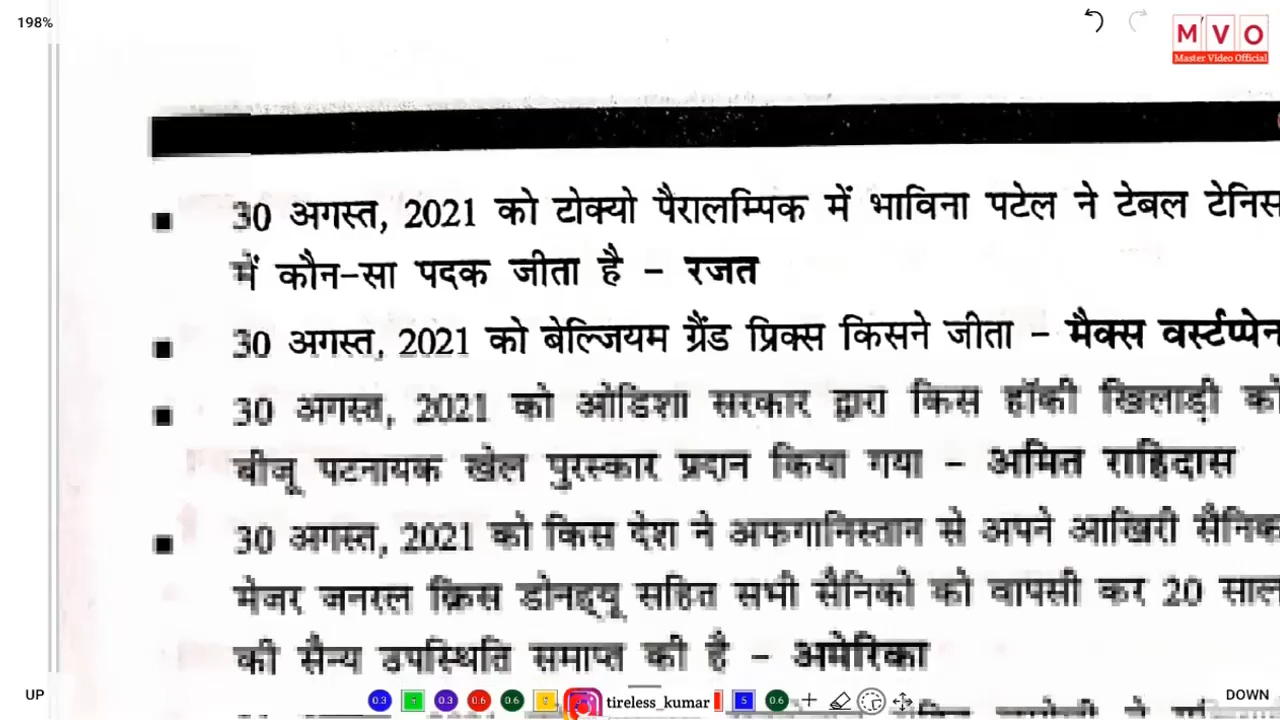 198%
M V O
Master Video Official
30 अगस्त, 2021 को टोक्यो पैरालम्पिक में भाविना पटेल ने टेबल टेनिस
में कौन-सा पदक जीता है - रजत
30 अगस्त, 2021 को बेल्जियम ग्रैंड प्रिक्स किसने जीता - मैक्स वर्स्टप्पेन
30 अगस्त, 2021 को ओडिशा सरकार द्वारा किस हॉकी खिलाड़ी को
बीजू पटनायक खेल पुरस्कार प्रदान किया गया - अमित राहिदास
30 अगस्त, 2021 को किस देश ने अफगानिस्तान से अपने आखिरी सैनिक
मेजर जनरल क्रिस डोनह्यू सहित सभी सैनिको को वापसी कर 20 साल
की सैन्य उपस्थिति समाप्त की है - अमेरिका
UP
0.3 0.3 0.6 0.6 tireless_kumar 5 0.6
DOWN